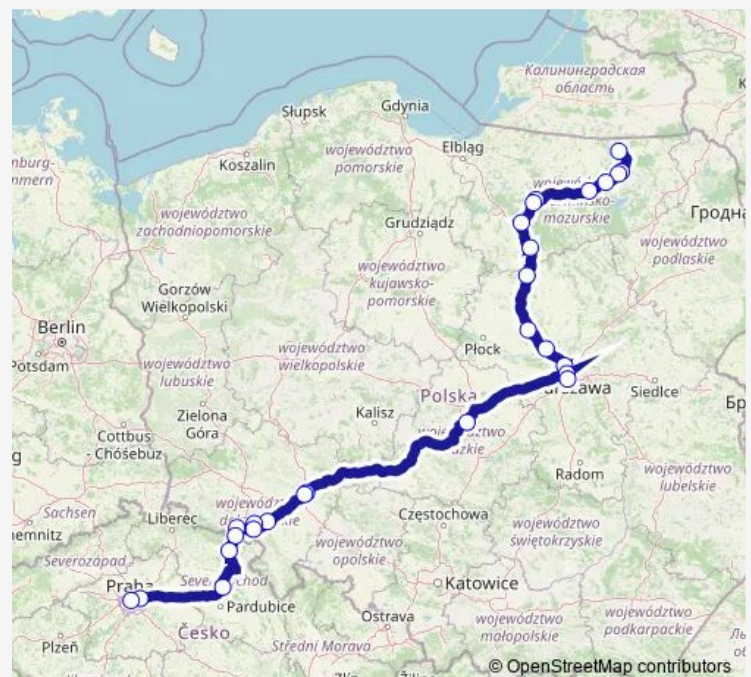 Калининградская
область
Słupsk
Gdynia
Elbląg
Koszalin
województwo
pomorskie
województwo
zachodniopomorskie
Grudziądz
mazurskie
Гродна
województwo
podlaskie
województwo
kujawsko-
pomorskie
Gorzów
Wielkopolski
Berlin
Potsdam
województwo
lubuskie
województwo
wielkopolskie
Płock
Siedlce
Polska
Zielona
Góra
Kalisz
Cottbus
- Chóśebuz
Radom
województwo
lubelskie
Sachsen
Liberec
Częstochowa
województwo
świętokrzyskie
województwo
opolskie
Severozápad
Praha
Pardubice
Katowice
Ostrava
województwo
małopolskie
województwo
podkarpackie
Plzeň
Česko
Střední Morava
© OpenStreetMap contributors